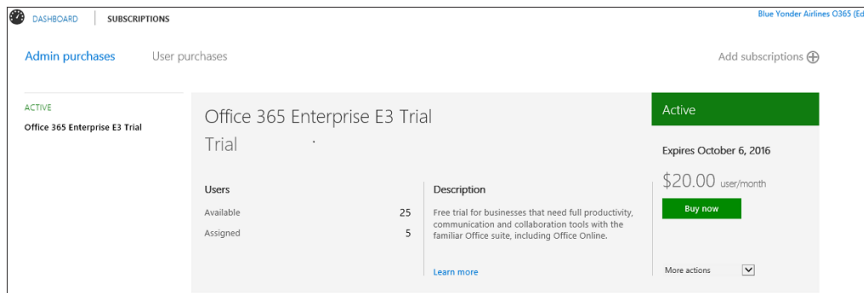 DASHBOARD SUBSCRIPTIONS
Blue Yonder Airlines O365 (Ed
Admin purchases User purchases Add subscriptions
ACTIVE
Office 365 Enterprise E3 Trial
Office 365 Enterprise E3 Trial
Trial
Users
Available 25
Assigned 5
Description
Free trial for businesses that need full productivity,
communication and collaboration tools with the
familiar Office suite, including Office Online.
Learn more
Active
Expires October 6, 2016
$20.00 user/month
Buy now
More actions